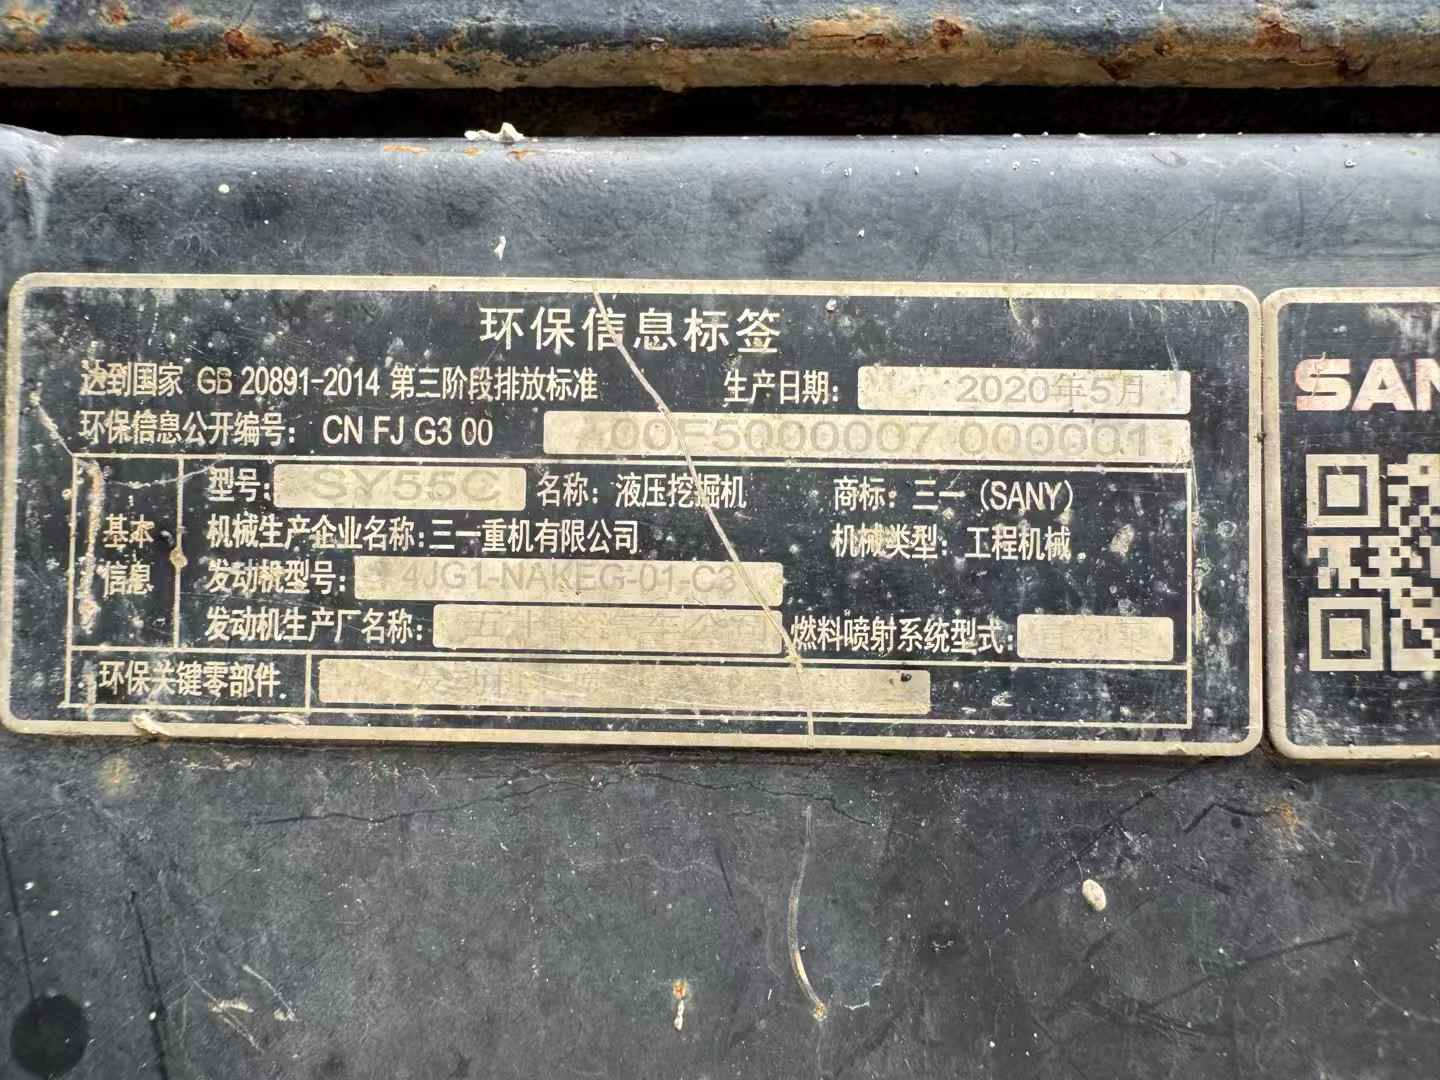 环保信息标签
达到国家 GB 20891-2014 第三阶段排放标准 生产日期: 2020年5月
环保信息公开编号: CN FJ G3 00 00F5000007 000001
型号: SY55C 名称: 液压挖掘机 商标: 三一 (SANY)
基本信息
机械生产企业名称: 三一重机有限公司 机械类型: 工程机械
发动机型号: 4JG1-NAKEG-01-C3
发动机生产厂名称: 燃料喷射系统型式:
环保关键零部件
SAN